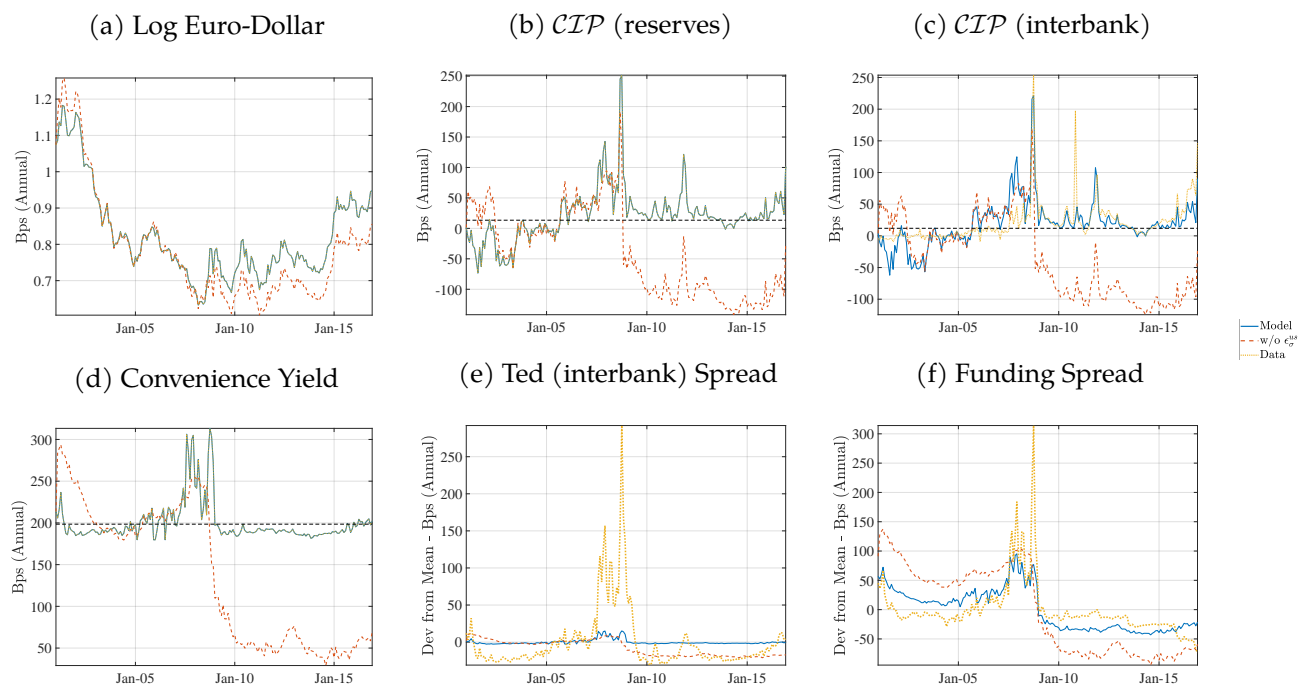 (a) Log Euro-Dollar
(b) CIP (reserves)
(c) CIP (interbank)
Bps (Annual)
1.2
1.1
1
0.9
0.8
0.7
Jan-05
Jan-10
Jan-15
Bps (Annual)
250
200
150
100
50
0
-50
-100
Jan-05
Jan-10
Jan-15
Bps (Annual)
250
200
150
100
50
0
-50
-100
Jan-05
Jan-10
Jan-15
Model
w/o ϵ_σ^us
Data
(d) Convenience Yield
(e) Ted (interbank) Spread
(f) Funding Spread
Bps (Annual)
300
250
200
150
100
50
Jan-05
Jan-10
Jan-15
Dev from Mean - Bps (Annual)
250
200
150
100
50
0
Jan-05
Jan-10
Jan-15
Dev from Mean - Bps (Annual)
300
250
200
150
100
50
0
-50
Jan-05
Jan-10
Jan-15